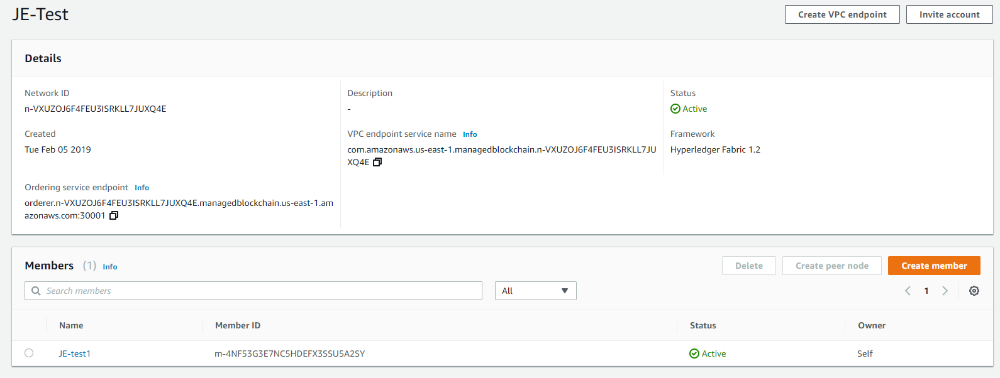 JE-Test
Create VPC endpoint
Invite account
Details
Network ID
n-VXUZOJ6F4FEU3ISRKLL7JUXQ4E
Description
-
Status
Active
Created
Tue Feb 05 2019
VPC endpoint service name Info
com.amazonaws.us-east-1.managedblockchain.n-VXUZOJ6F4FEU3ISRKLL7JU
XQ4E
Framework
Hyperledger Fabric 1.2
Ordering service endpoint Info
orderer.n-VXUZOJ6F4FEU3ISRKLL7JUXQ4E.managedblockchain.us-east-1.am
azonaws.com:30001
Members (1) Info
Delete
Create peer node
Create member
Search members
All
1
Name Member ID Status Owner
JE-test1 m-4NF53G3E7NC5HDEFX3SSU5A2SY Active Self